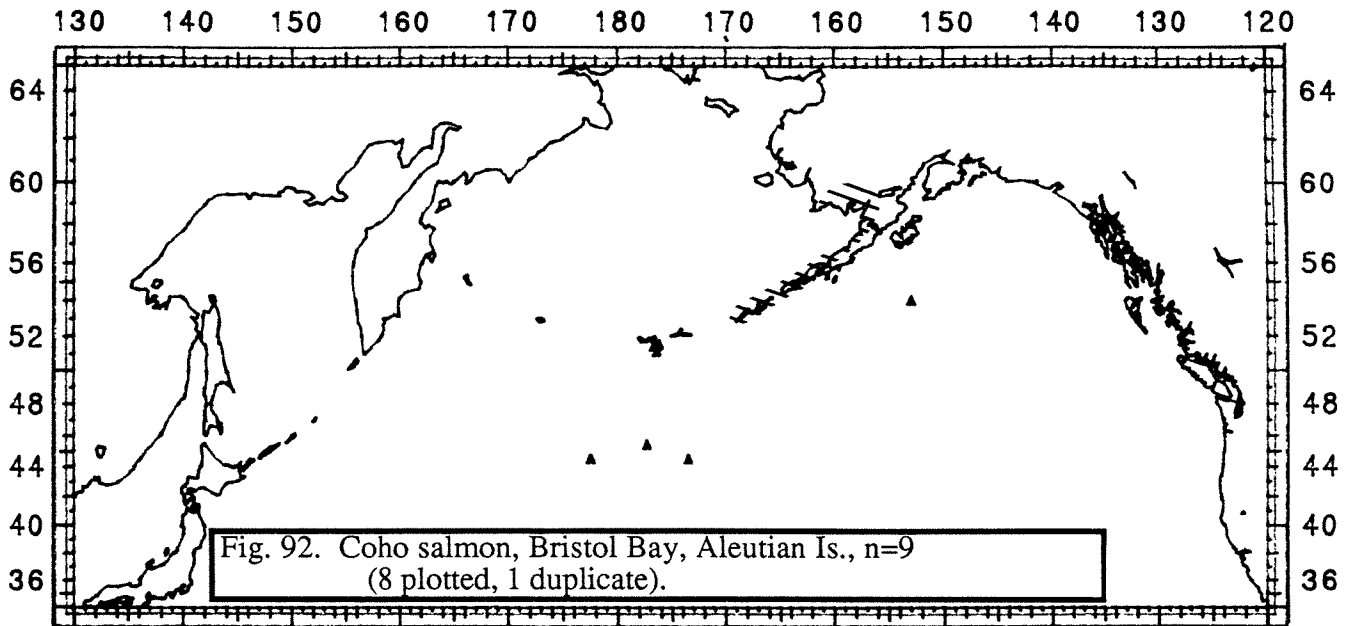 130 140 150 160 170 180 170 160 150 140 130 120
64 64
60 60
56 56
52 52
48 48
44 44
40 40
36 36
Fig. 92. Coho salmon, Bristol Bay, Aleutian Is., n=9
(8 plotted, 1 duplicate).